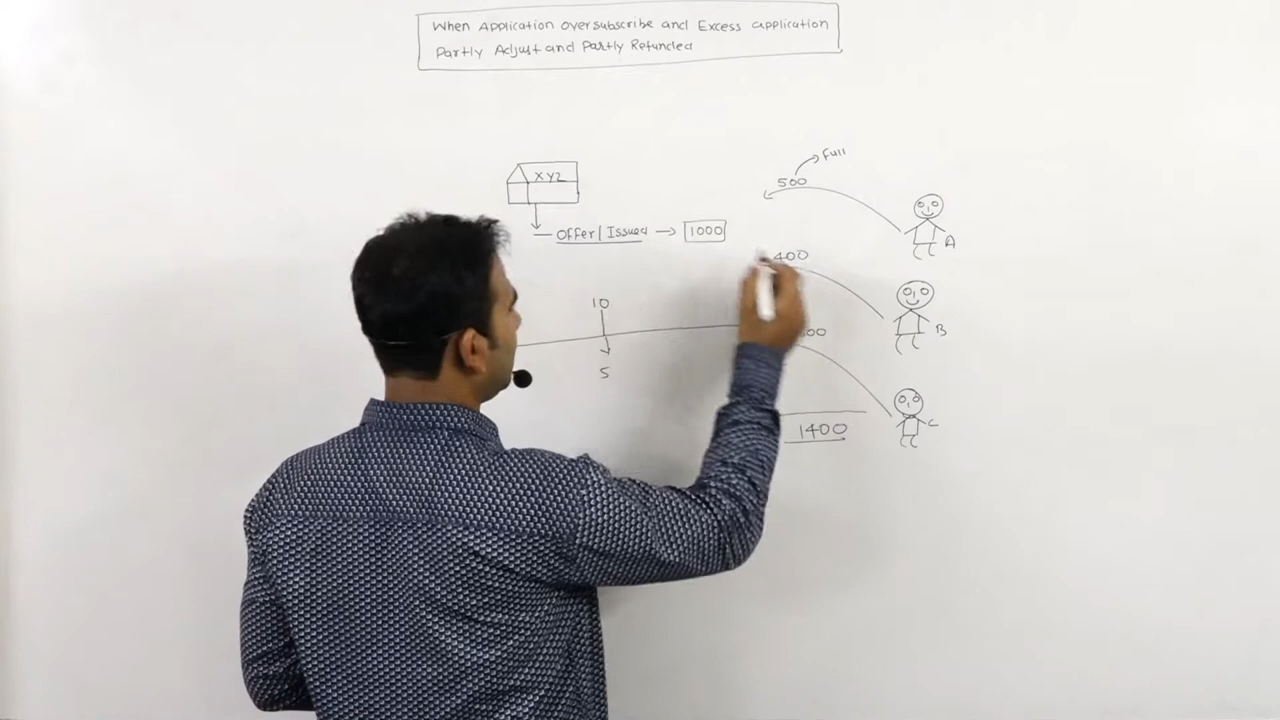 When Application oversubscribe and Excess application
Partly Adjust and Partly Refunded
Full
500
XYZ
Offer/Issued → 1000
A
400
10
B
5
C
1400